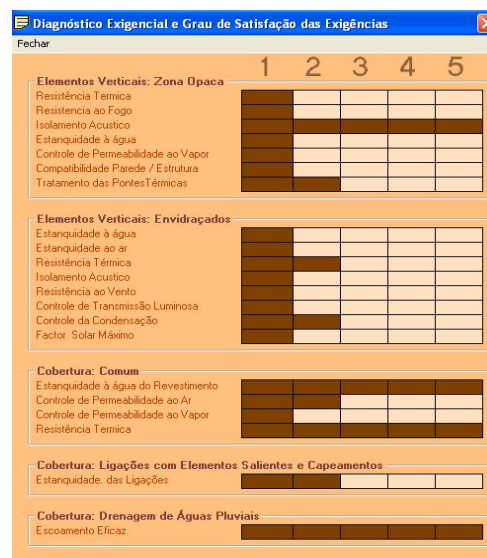 Diagnóstico Exigencial e Grau de Satisfação das Exigências
Fechar
1 2 3 4 5
Elementos Verticais: Zona Opaca
Resistência Termica
Resistencia ao Fogo
Isolamento Acustico
Estanquidade à água
Controle de Permeabilidade ao Vapor
Compatibilidade Parede / Estrutura
Tratamento das PontesTérmicas
Elementos Verticais: Envidraçados
Estanquidade à água
Estanquidade ao ar
Resistência Térmica
Isolamento Acustico
Resistência ao Vento
Controle de Transmissão Luminosa
Controle da Condensação
Factor Solar Máximo
Cobertura: Comum
Estanquidade à água do Revestimento
Controle de Permeabilidade ao Ar
Controle de Permeabilidade ao Vapor
Resistência Termica
Cobertura: Ligações com Elementos Salientes e Capeamentos
Estanquidade. das Ligações
Cobertura: Drenagem de Águas Pluviais
Escoamento Eficaz